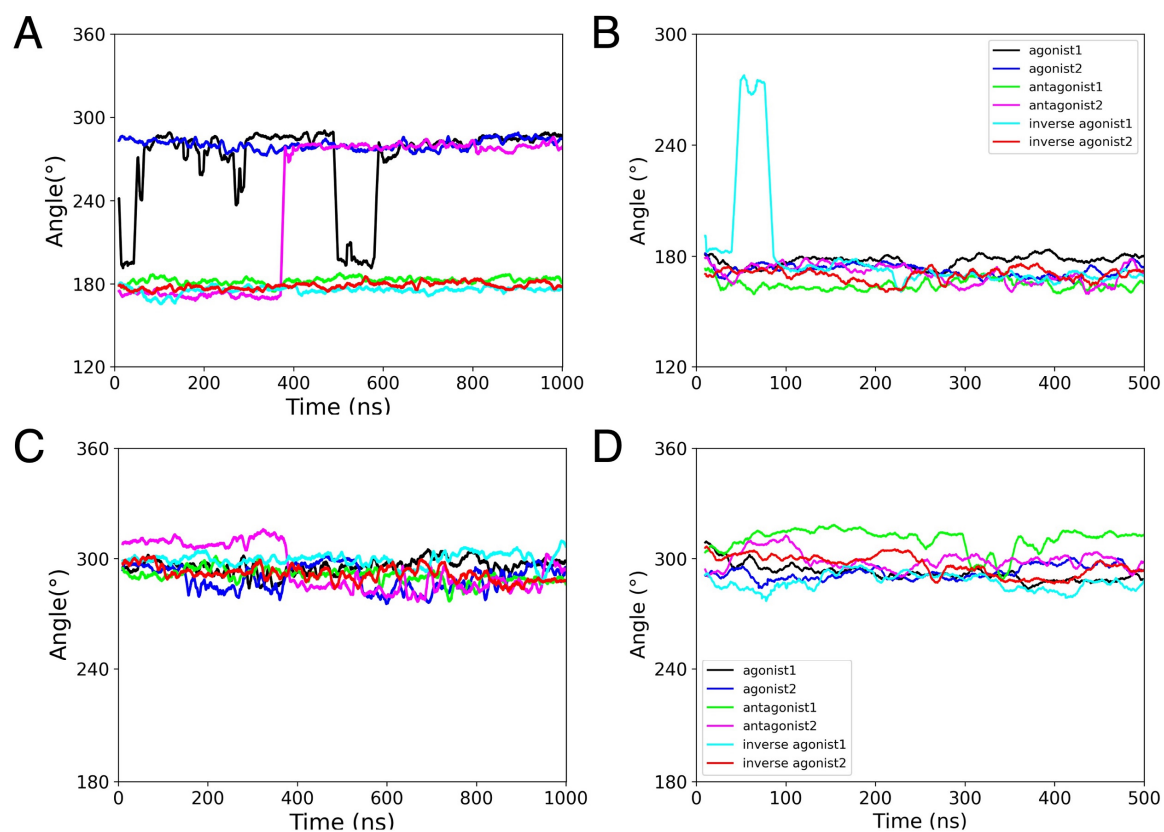 A
360
300
240
180
120
Angle(°)
0
200
400
600
800
1000
Time (ns)
B
300
240
180
120
Angle (°)
0
100
200
300
400
500
Time (ns)
agonist1
agonist2
antagonist1
antagonist2
inverse agonist1
inverse agonist2
C
360
300
240
180
Angle(°)
0
200
400
600
800
1000
Time (ns)
D
360
300
240
180
Angle (°)
0
100
200
300
400
500
Time (ns)
agonist1
agonist2
antagonist1
antagonist2
inverse agonist1
inverse agonist2